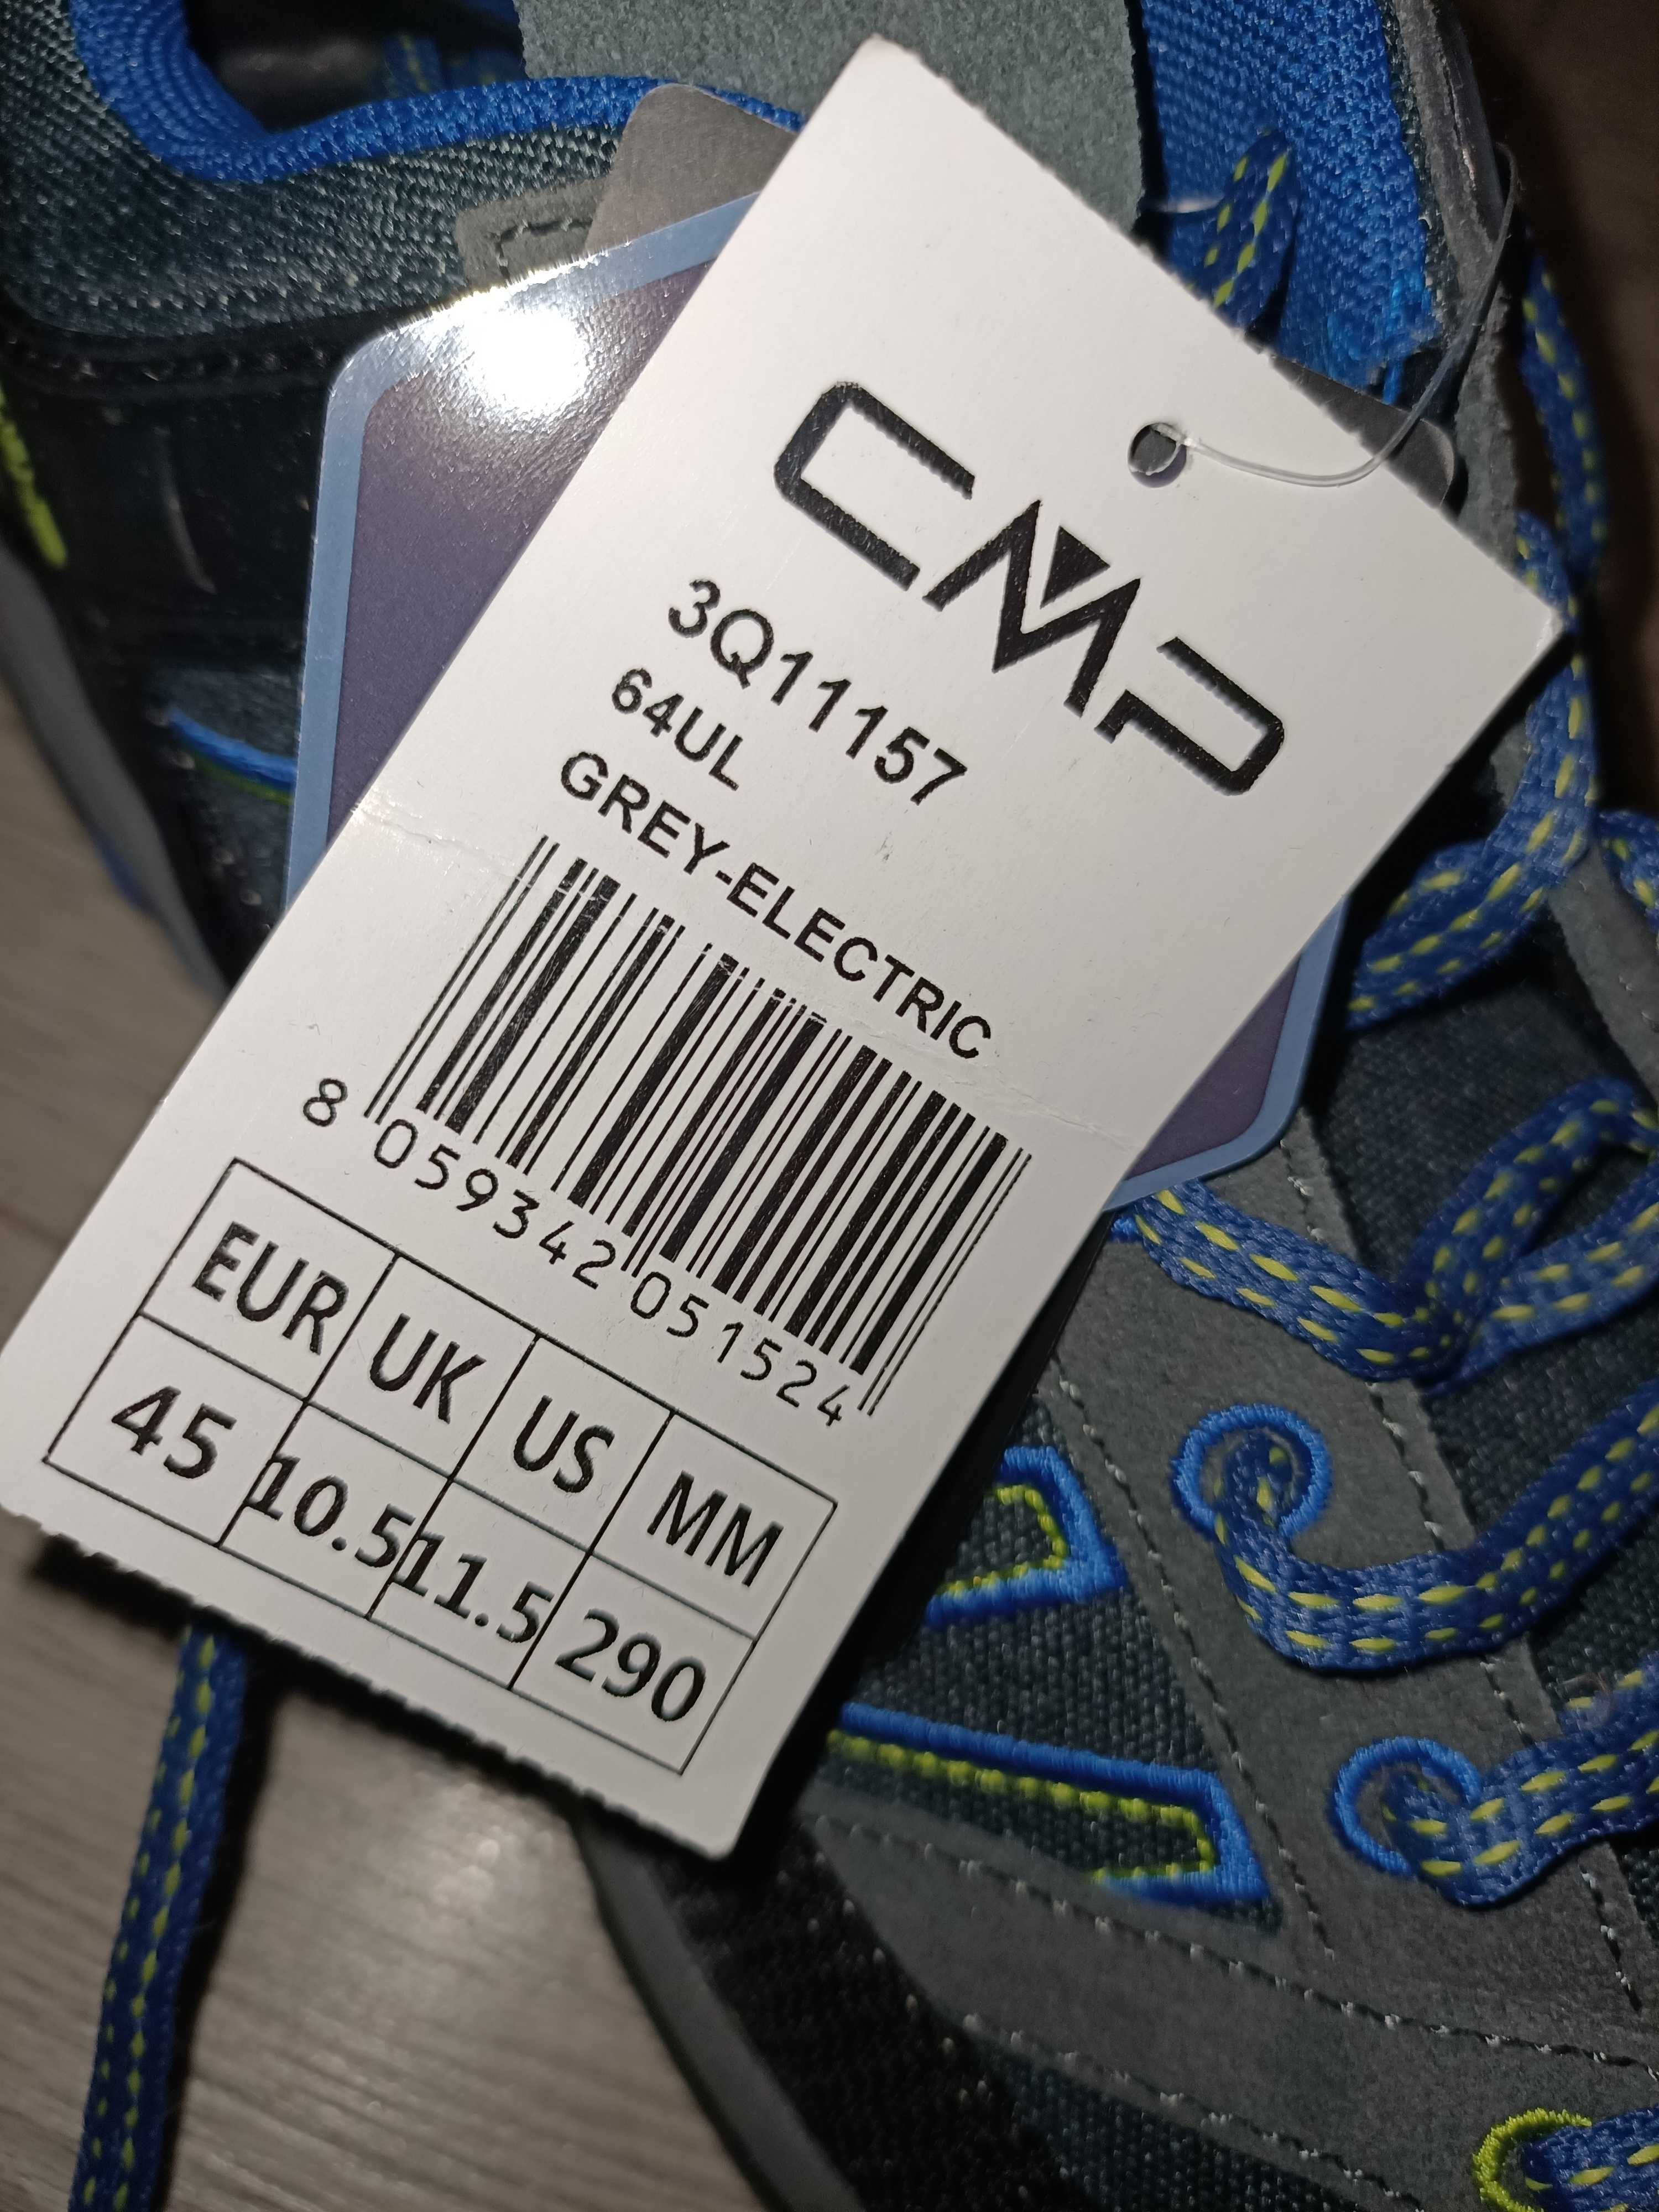 CMP
3Q11157
64UL
GREY-ELECTRIC
8 059342 051524
EUR UK US MM
45 10.5 11.5 290